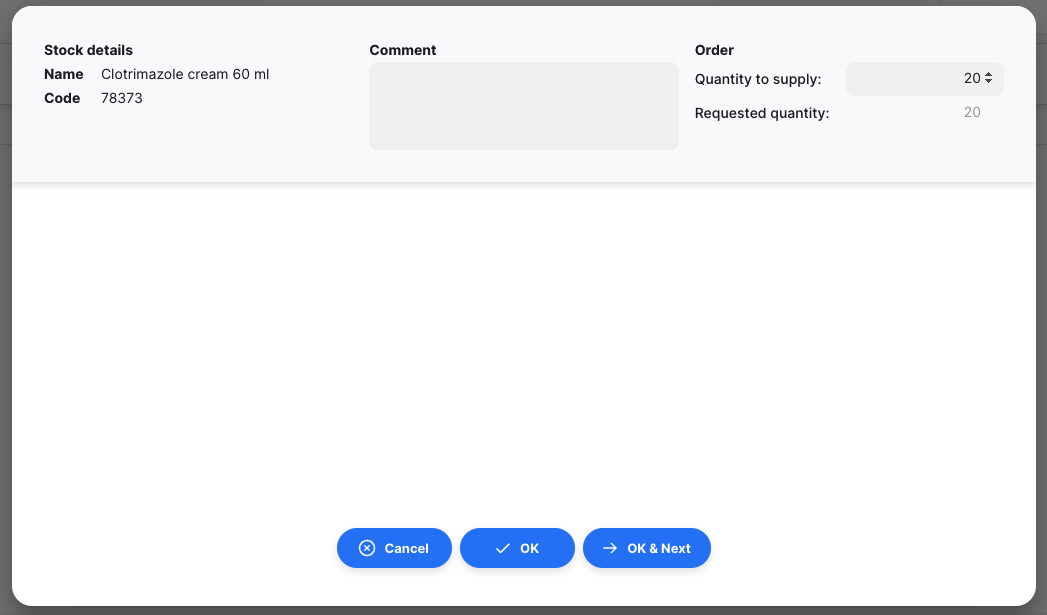 Stock details
Name Clotrimazole cream 60 ml
Code 78373
Comment
Order
Quantity to supply: 20
Requested quantity: 20
Cancel
OK
OK & Next